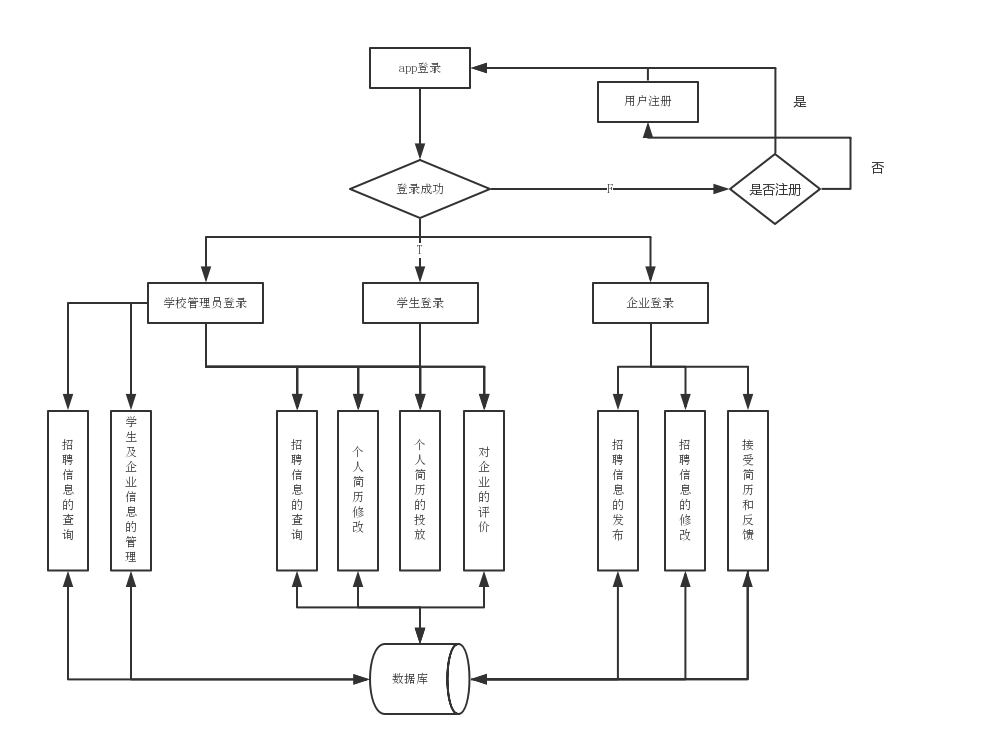 app登录
用户注册
是
否
登录成功
F
是否注册
T
学校管理员登录
学生登录
企业登录
招聘信息的查询
学生及企业信息的管理
招聘信息的查询
个人简历修改
个人简历的投放
对企业的评价
招聘信息的发布
招聘信息的修改
接受简历和反馈
数据库